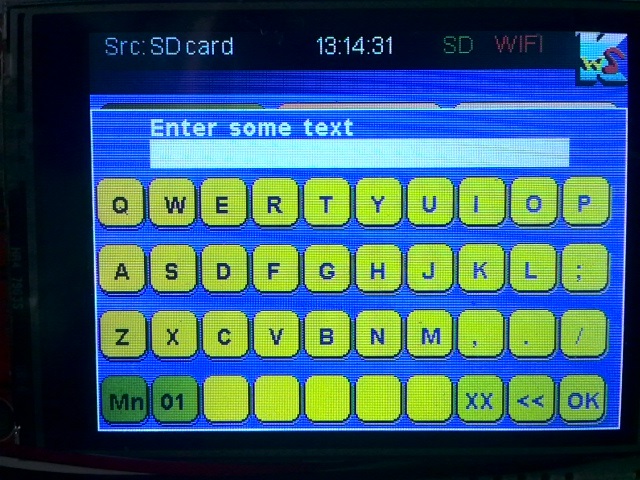 Src: SD card 13:14:31 SD WIFI
Enter some text
Q W E R T Y U I O P
A S D F G H J K L ;
Z X C V B N M , . /
Mn 01 XX << OK